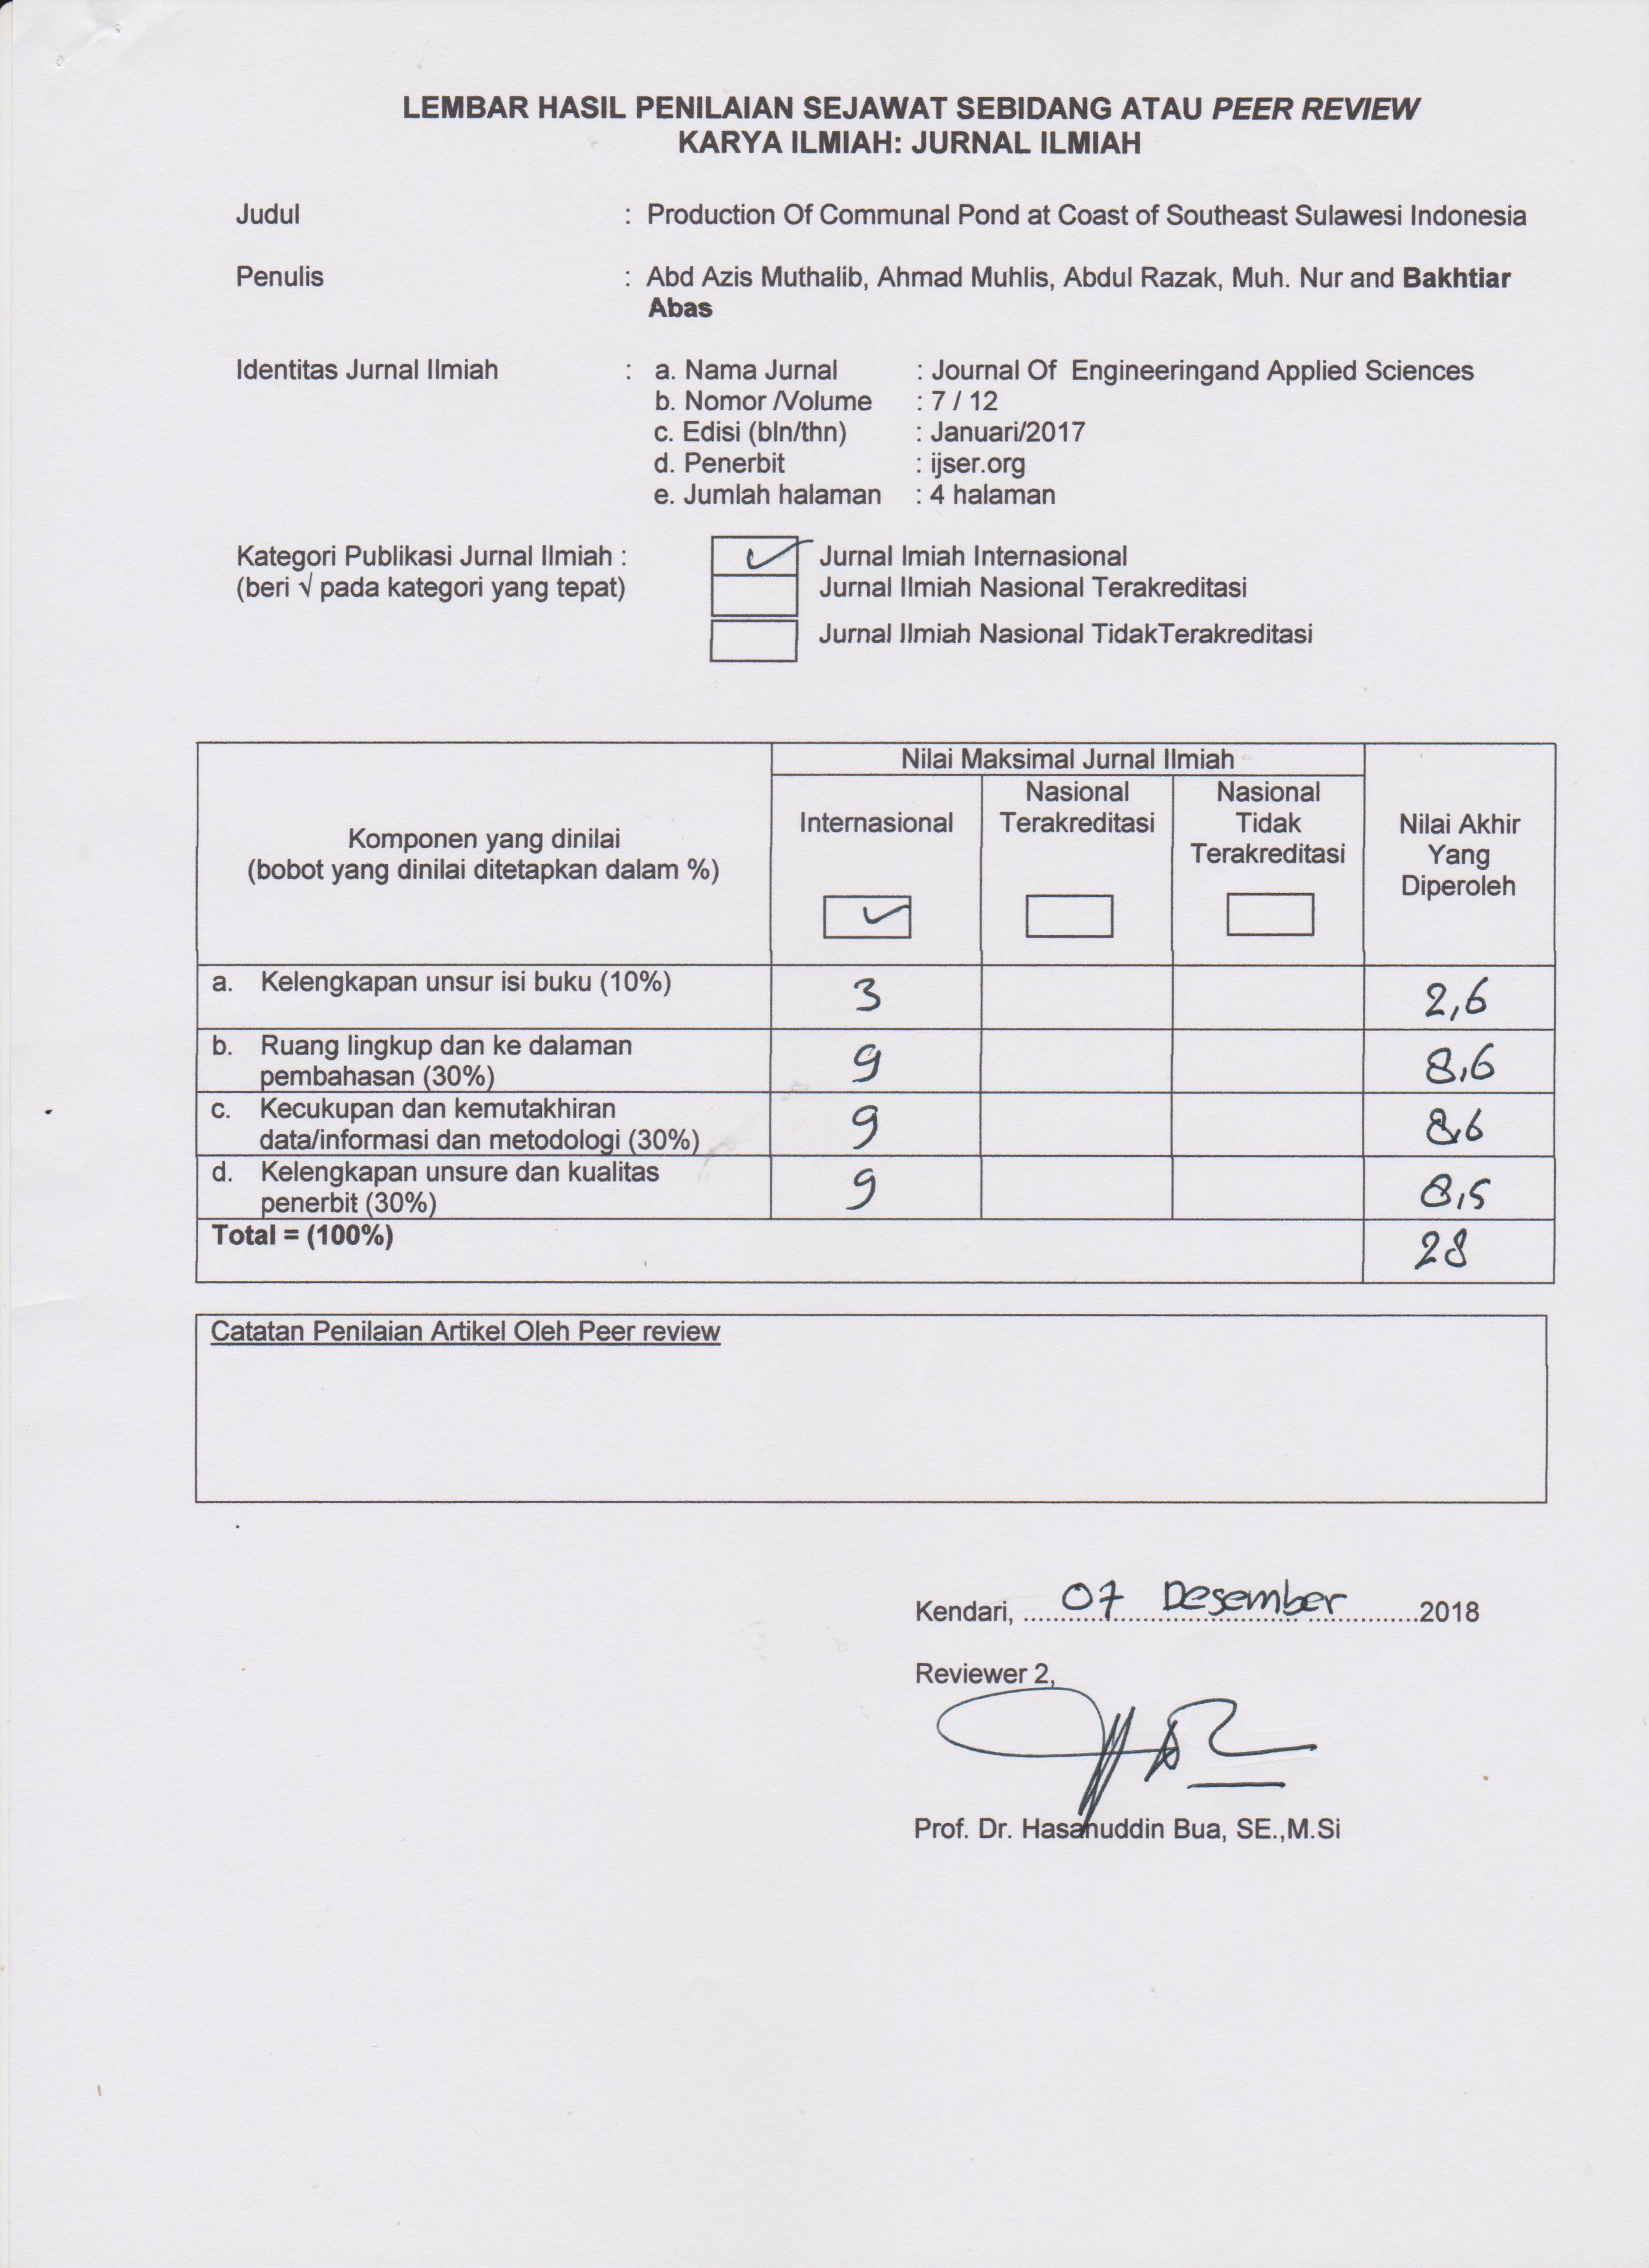 LEMBAR HASIL PENILAIAN SEJAWAT SEBIDANG ATAU PEER REVIEW
KARYA ILMIAH: JURNAL ILMIAH
Judul : Production Of Communal Pond at Coast of Southeast Sulawesi Indonesia
Penulis : Abd Azis Muthalib, Ahmad Muhlis, Abdul Razak, Muh. Nur and Bakhtiar
Abas
Identitas Jurnal Ilmiah : a. Nama Jurnal : Journal Of Engineeringand Applied Sciences
b. Nomor /Volume : 7 / 12
c. Edisi (bln/thn) : Januari/2017
d. Penerbit : ijser.org
e. Jumlah halaman : 4 halaman
Kategori Publikasi Jurnal Ilmiah : ✓ Jurnal Imiah Internasional
(beri √ pada kategori yang tepat) Jurnal Ilmiah Nasional Terakreditasi
Jurnal Ilmiah Nasional TidakTerakreditasi
Komponen yang dinilai
(bobot yang dinilai ditetapkan dalam %)
Nilai Maksimal Jurnal Ilmiah
Internasional
✓
Nasional
Terakreditasi
Nasional
Tidak
Terakreditasi
Nilai Akhir
Yang
Diperoleh
a. Kelengkapan unsur isi buku (10%) 3 2,6
b. Ruang lingkup dan ke dalaman
pembahasan (30%) 9 8,6
c. Kecukupan dan kemutakhiran
data/informasi dan metodologi (30%) 9 8,6
d. Kelengkapan unsure dan kualitas
penerbit (30%) 9 8,5
Total = (100%) 28
Catatan Penilaian Artikel Oleh Peer review
Kendari, 07 Desember 2018
Reviewer 2,
Prof. Dr. Hasanuddin Bua, SE.,M.Si